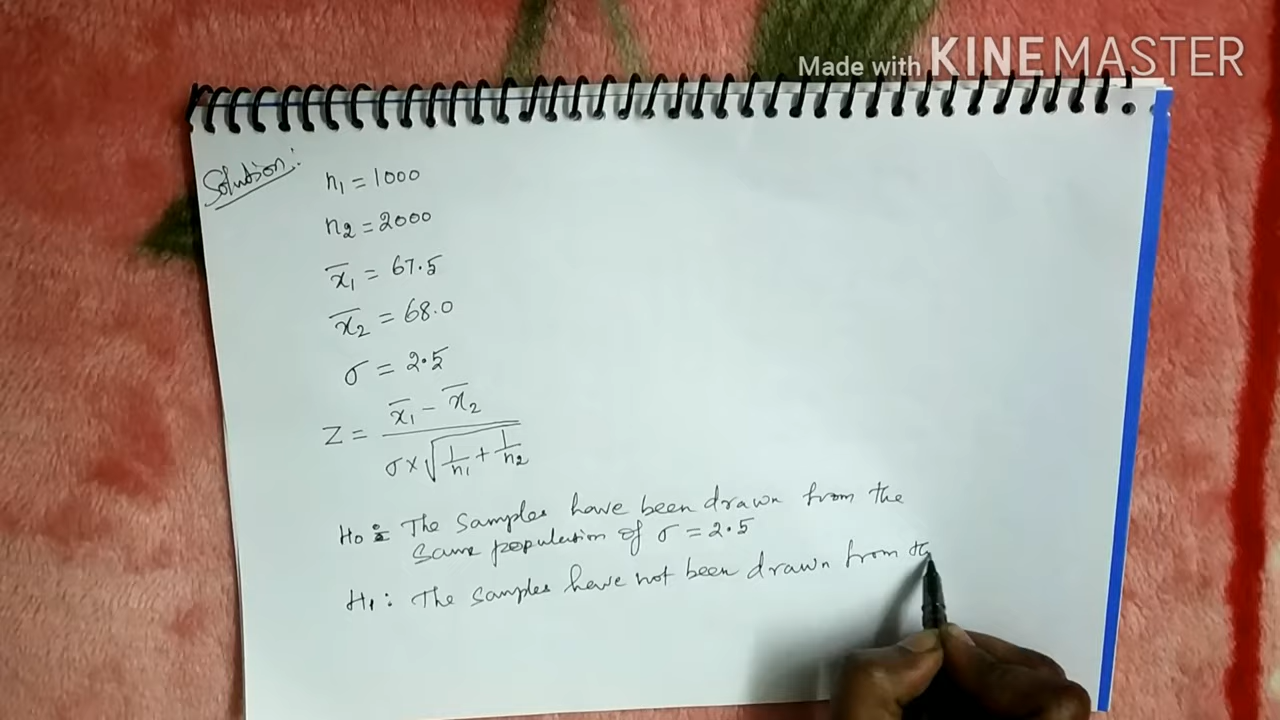 Made with KINEMASTER
Solution:
n₁ = 1000
n₂ = 2000
x̄₁ = 67.5
x̄₂ = 68.0
σ = 2.5
Z = (x̄₁ - x̄₂) / (σ × √(1/n₁ + 1/n₂))
H₀: The samples have been drawn from the
same population of σ = 2.5
H₁: The samples have not been drawn from